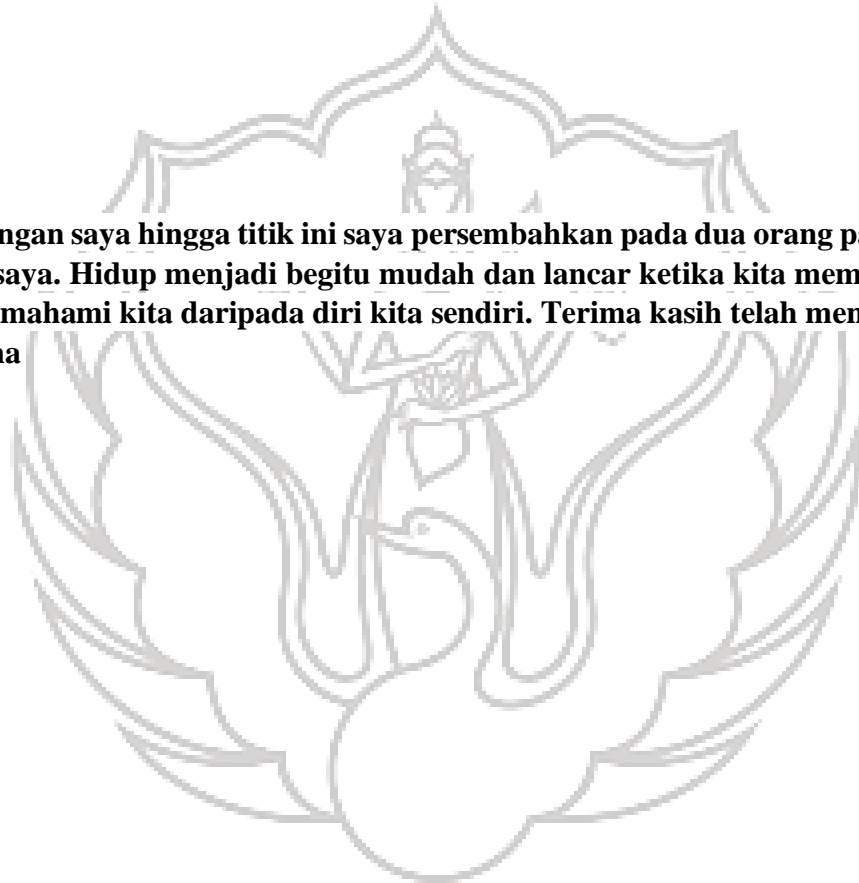 ngan saya hingga titik ini saya persembahkan pada dua orang pa
saya. Hidup menjadi begitu mudah dan lancar ketika kita mem
mahami kita daripada diri kita sendiri. Terima kasih telah men
na